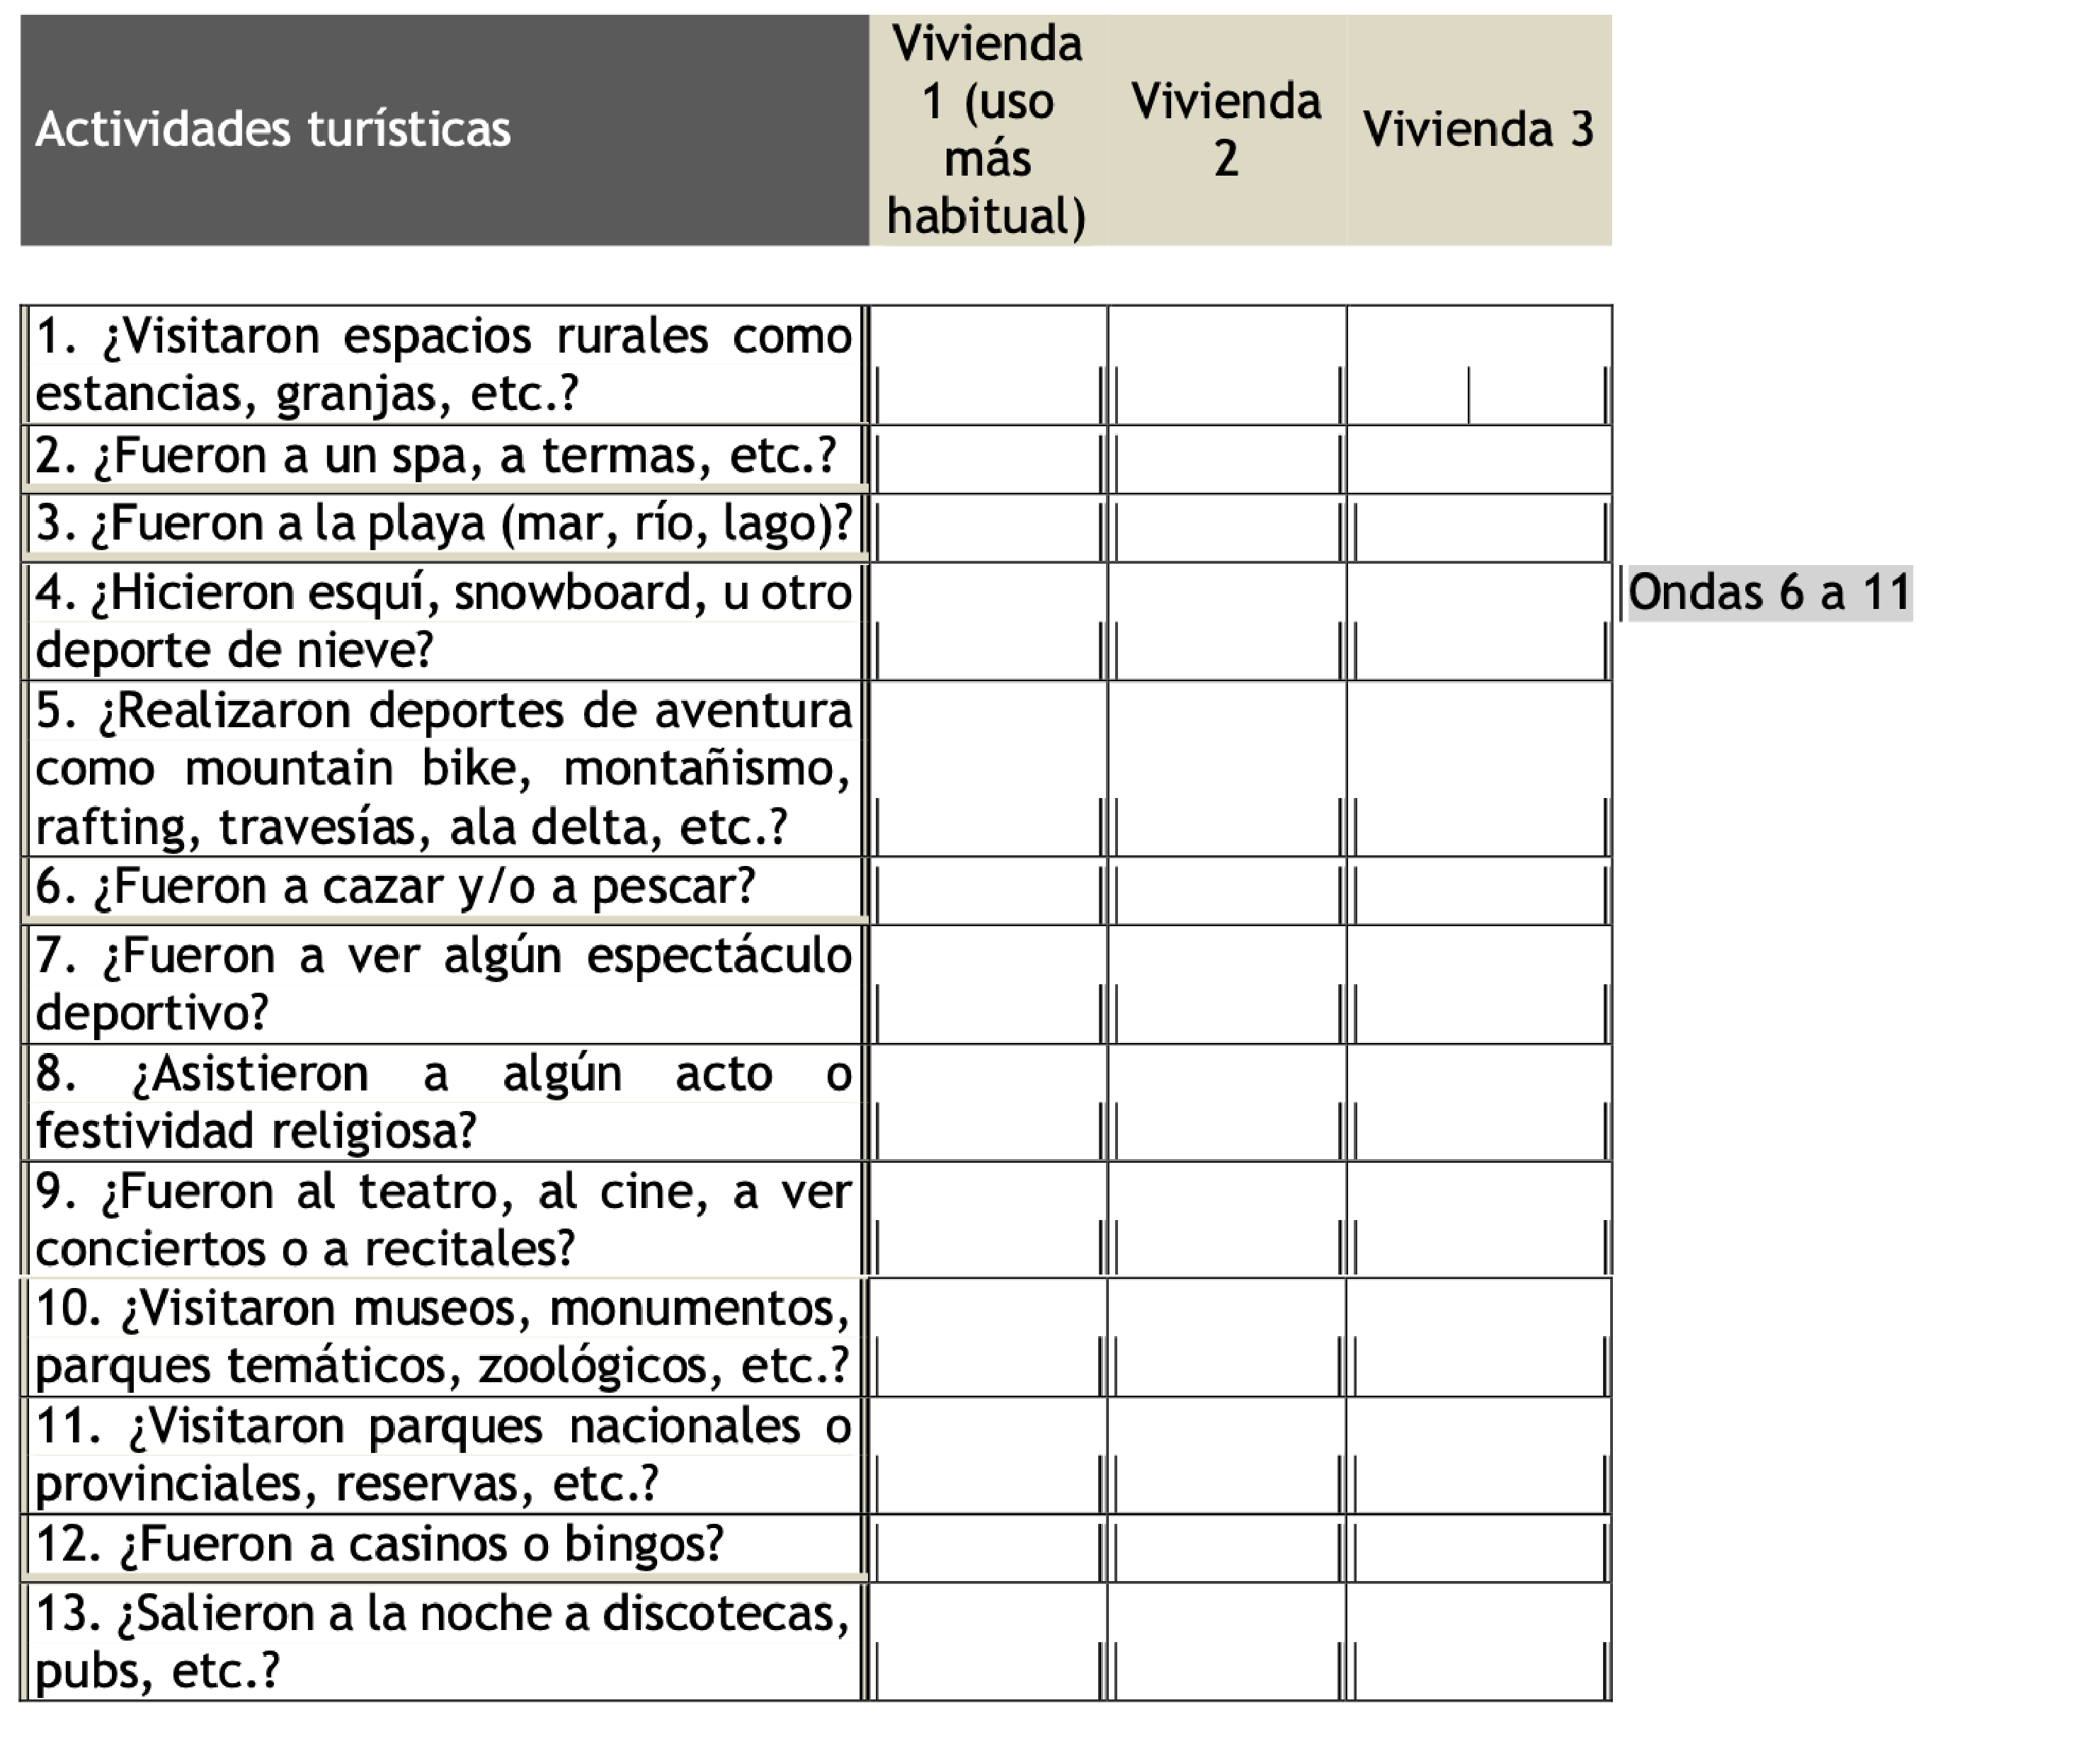 Actividades turísticas
Vivienda
1 (uso
más
habitual)
Vivienda
2
Vivienda 3
1. ¿Visitaron espacios rurales como
estancias, granjas, etc.?
2. ¿Fueron a un spa, a termas, etc.?
3. ¿Fueron a la playa (mar, río, lago)?
4. ¿Hicieron esquí, snowboard, u otro
deporte de nieve?
Ondas 6 a 11
5. ¿Realizaron deportes de aventura
como mountain bike, montañismo,
rafting, travesías, ala delta, etc.?
6. ¿Fueron a cazar y/o a pescar?
7. ¿Fueron a ver algún espectáculo
deportivo?
8. ¿Asistieron a algún acto o
festividad religiosa?
9. ¿Fueron al teatro, al cine, a ver
conciertos o a recitales?
10. ¿Visitaron museos, monumentos,
parques temáticos, zoológicos, etc.?
11. ¿Visitaron parques nacionales o
provinciales, reservas, etc.?
12. ¿Fueron a casinos o bingos?
13. ¿Salieron a la noche a discotecas,
pubs, etc.?